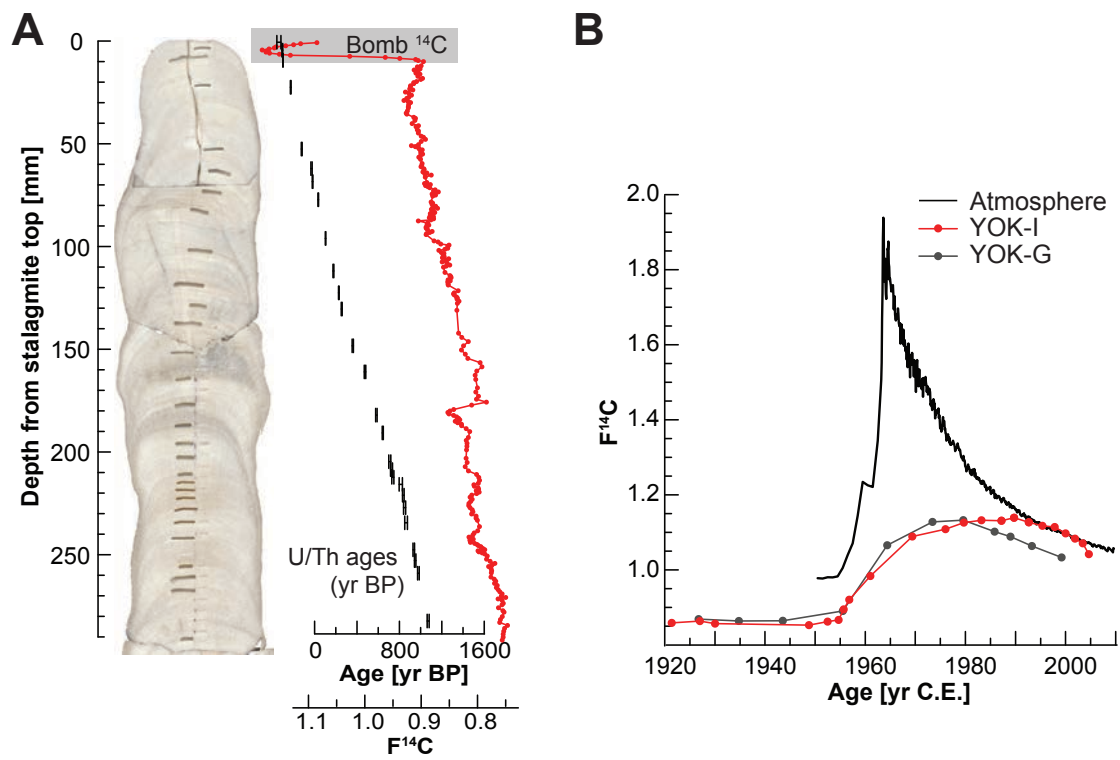 A
B
Bomb ¹⁴C
0
50
100
150
200
250
Depth from stalagmite top [mm]
U/Th ages
(yr BP)
0 800 1600
Age [yr BP]
1.1 1.0 0.9 0.8
F¹⁴C
Atmosphere
YOK-I
YOK-G
2.0
1.8
1.6
1.4
1.2
1.0
F¹⁴C
1920 1940 1960 1980 2000
Age [yr C.E.]